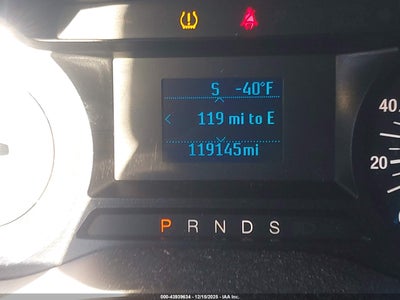 S -40°F
119 mi to E
119145mi
40
20
P R N D S
000-43939634 - 12/15/2025 - IAA Inc.